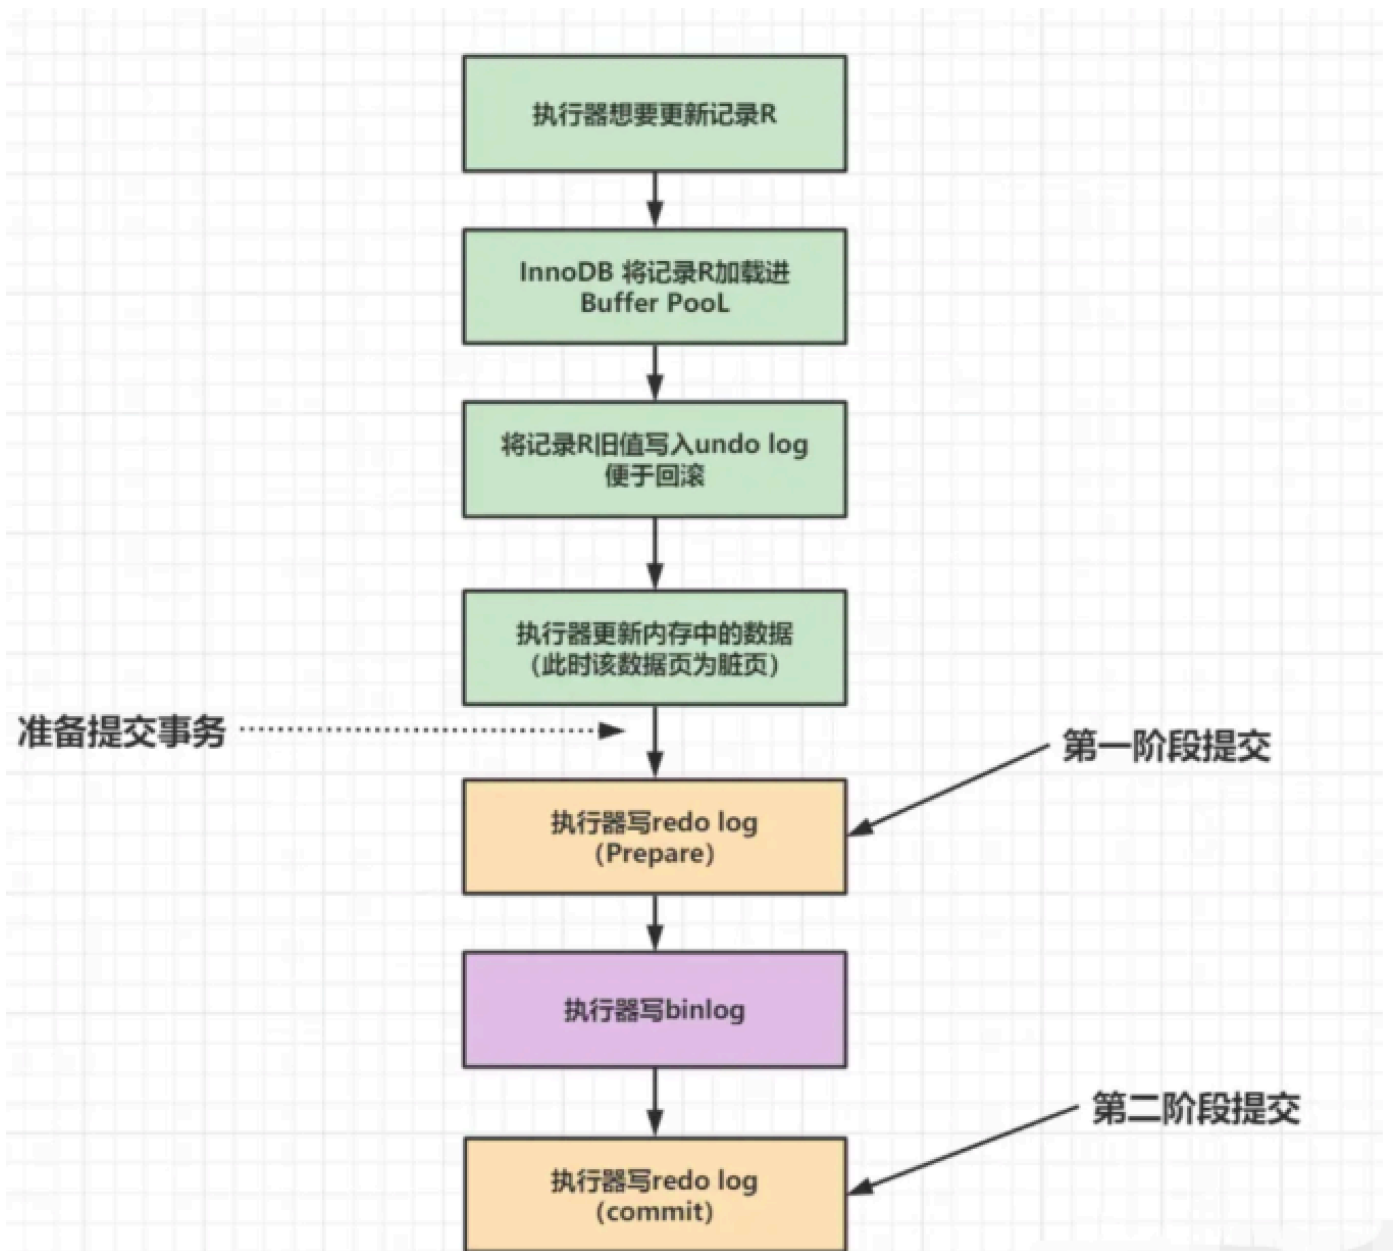 执行器想要更新记录R
InnoDB 将记录R加载进
Buffer PooL
将记录R旧值写入undo log
便于回滚
执行器更新内存中的数据
(此时该数据页为脏页)
准备提交事务
第一阶段提交
执行器写redo log
(Prepare)
执行器写binlog
第二阶段提交
执行器写redo log
(commit)